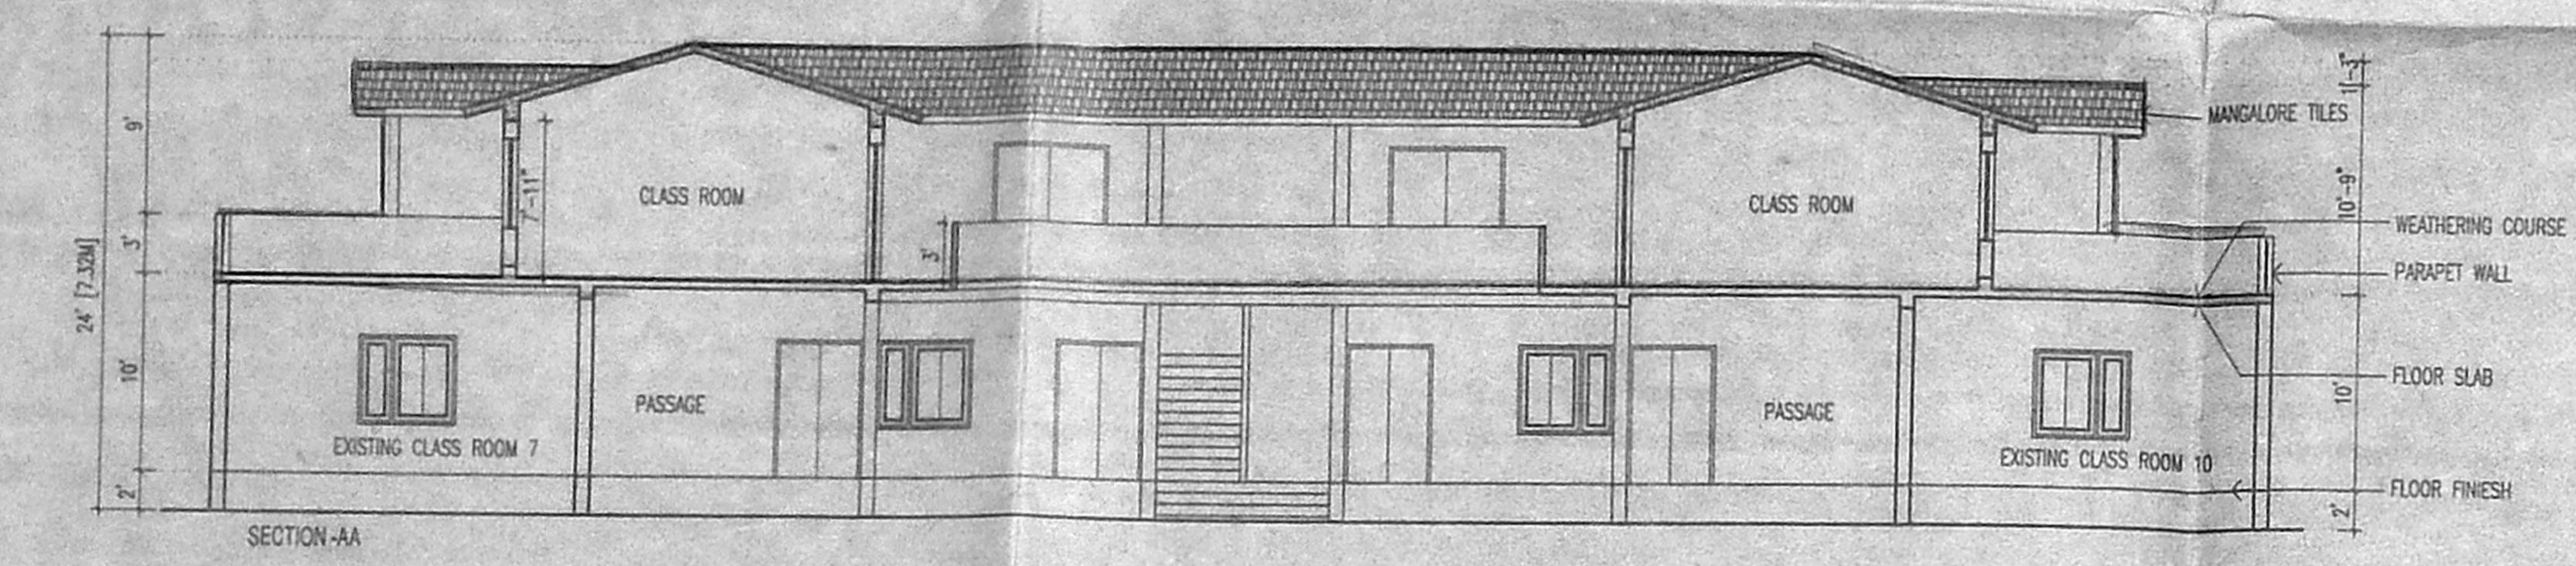 1'-3"
MANGALORE TILES
9'
7'-11"
CLASS ROOM
CLASS ROOM
10'-9"
WEATHERING COURSE
3'
3'
PARAPET WALL
24' [7.32M]
10'
PASSAGE
PASSAGE
10'
FLOOR SLAB
EXISTING CLASS ROOM 7
EXISTING CLASS ROOM 10
2'
FLOOR FINIESH
2'
SECTION-AA